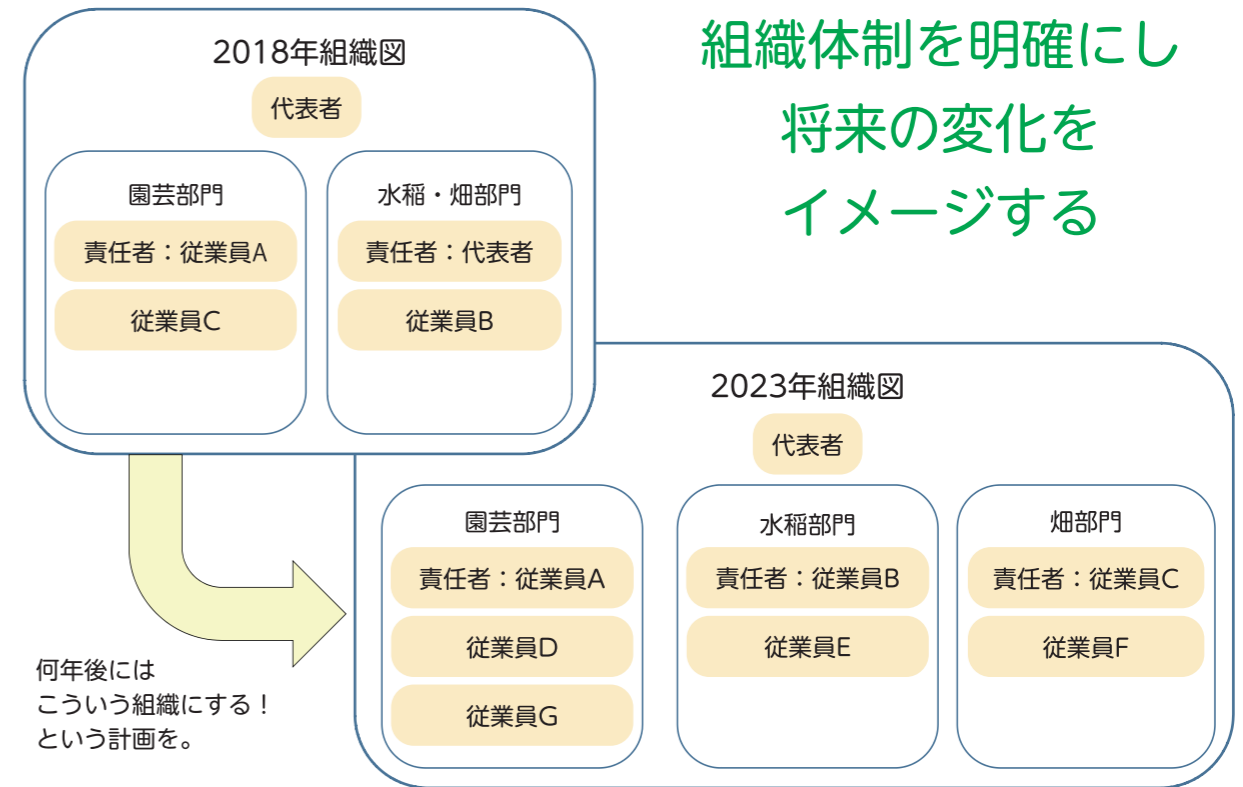 組織体制を明確にし
将来の変化を
イメージする
2018年組織図
代表者
園芸部門
責任者：従業員A
従業員C
水稲・畑部門
責任者：代表者
従業員B
2023年組織図
代表者
園芸部門
責任者：従業員A
従業員D
従業員G
水稲部門
責任者：従業員B
従業員E
畑部門
責任者：従業員C
従業員F
何年後には
こういう組織にする！
という計画を。